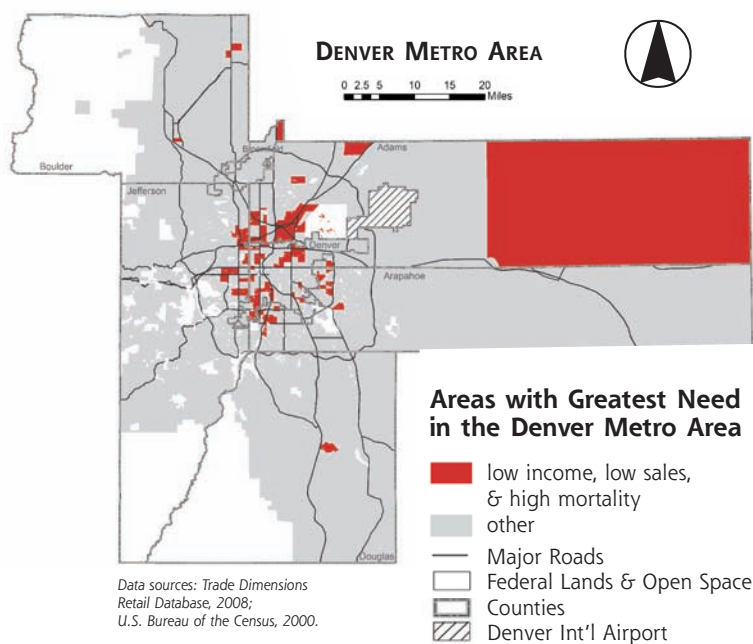 DENVER METRO AREA
0 2.5 5 10 15 20
Miles
Boulder
Broomfield
Adams
Jefferson
Denver
Arapahoe
Douglas
Areas with Greatest Need
in the Denver Metro Area
low income, low sales,
& high mortality
other
Major Roads
Federal Lands & Open Space
Counties
Denver Int'l Airport
Data sources: Trade Dimensions
Retail Database, 2008;
U.S. Bureau of the Census, 2000.